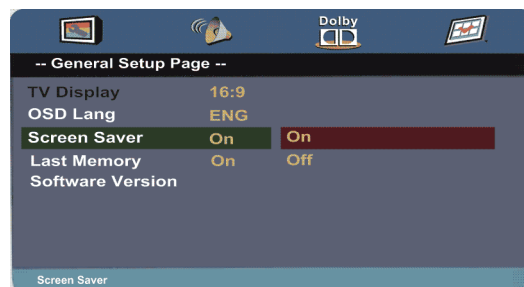 Dolby
-- General Setup Page --
TV Display 16:9
OSD Lang ENG
Screen Saver On On
Last Memory On Off
Software Version
Screen Saver